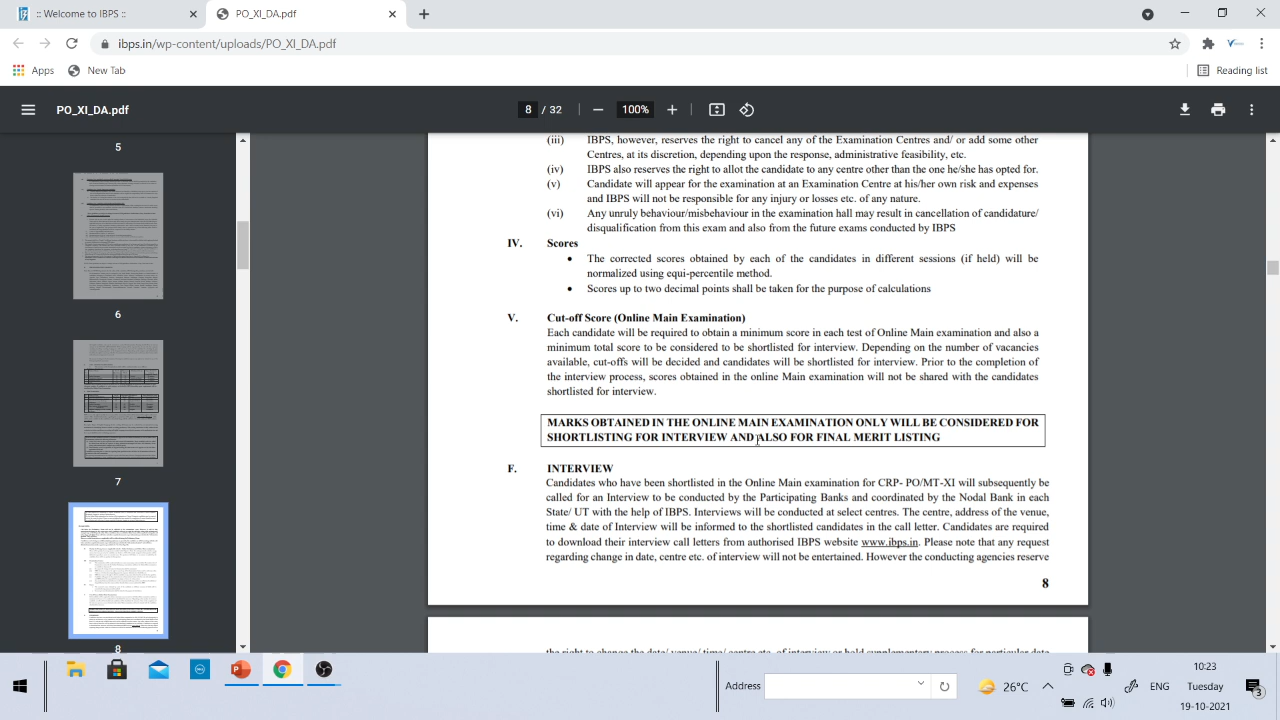 :: Welcome to IBPS ::
PO_XI_DA.pdf
ibps.in/wp-content/uploads/PO_XI_DA.pdf
Apps
New Tab
Reading list
PO_XI_DA.pdf
8 / 32
100%
5
6
7
8
(iii) IBPS, however, reserves the right to cancel any of the Examination Centres and/ or add some other
Centres, at its discretion, depending upon the response, administrative feasibility, etc.
(iv) IBPS also reserves the right to allot the candidate to any centre other than the one he/she has opted for.
(v) Candidate will appear for the examination at an Examination Centre at his/her own risk and expenses
and IBPS will not be responsible for any injury or losses etc. of any nature.
(vi) Any unruly behaviour/misbehaviour in the examination hall may result in cancellation of candidature/
disqualification from this exam and also from the future exams conducted by IBPS
IV. Scores
• The corrected scores obtained by each of the candidates in different sessions (if held) will be
normalized using equi-percentile method.
• Scores up to two decimal points shall be taken for the purpose of calculations
V. Cut-off Score (Online Main Examination)
Each candidate will be required to obtain a minimum score in each test of Online Main examination and also a
minimum total score to be considered to be shortlisted for interview. Depending on the number of vacancies
available, cut-offs will be decided and candidates will be shortlisted for interview. Prior to the completion of
the interview process, scores obtained in the online Main examination will not be shared with the candidates
shortlisted for interview.
MARKS OBTAINED IN THE ONLINE MAIN EXAMINATION ONLY WILL BE CONSIDERED FOR
SHORTLISTING FOR INTERVIEW AND ALSO FOR FINAL MERIT LISTING
F. INTERVIEW
Candidates who have been shortlisted in the Online Main examination for CRP- PO/MT-XI will subsequently be
called for an Interview to be conducted by the Participating Banks and coordinated by the Nodal Bank in each
State/ UT with the help of IBPS. Interviews will be conducted at select centres. The centre, address of the venue,
time & date of Interview will be informed to the shortlisted candidates in the call letter. Candidates are required
to download their interview call letters from authorised IBPS website www.ibps.in. Please note that any request
regarding change in date, centre etc. of interview will not be entertained. However the conducting agencies reserve
8
the right to change the date/ venue/ time/ centre etc. of interview or hold supplementary process for particular date
Address
26°C
ENG
10:23
Tuesday
19-10-2021
3